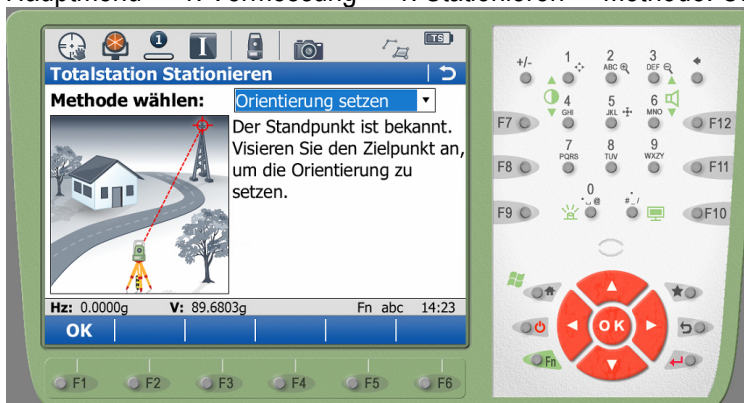 Hauptmenü Vermessung Stationieren Methode:
1
I
TS
Totalstation Stationieren
Methode wählen: Orientierung setzen
Der Standpunkt ist bekannt.
Visieren Sie den Zielpunkt an,
um die Orientierung zu
setzen.
Hz: 0.0000g V: 89.6803g Fn abc 14:23
OK
F1 F2 F3 F4 F5 F6
+/- 1 2 ABC 3 DEF
4 GHI 5 JKL 6 MNO
F7 F12
7 PQRS 8 TUV 9 WXZY
F8 F11
0 . @ . # _ /
F9 F10
OK
Fn